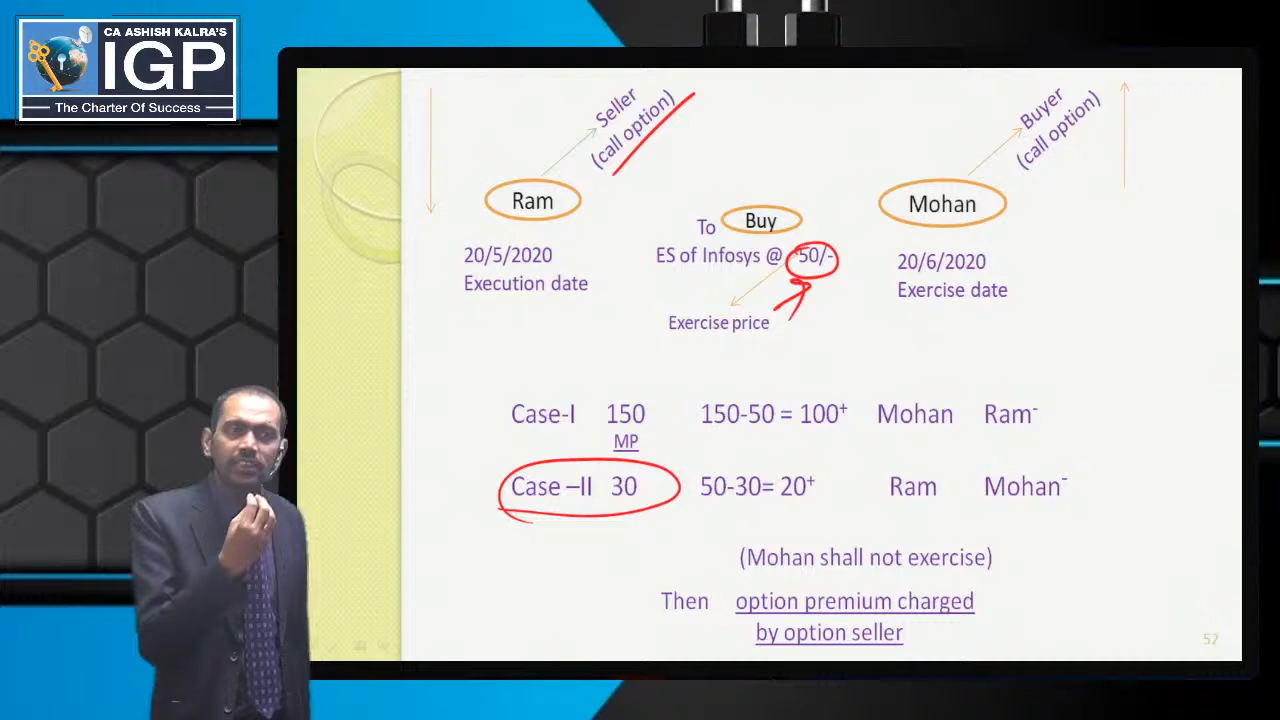 CA ASHISH KALRA'S
IGP
The Charter Of Success
Seller
(call option)
Buyer
(call option)
Ram
Mohan
To Buy
ES of Infosys @ 50/-
20/5/2020
Execution date
20/6/2020
Exercise date
Exercise price
Case-I 150 150-50 = 100⁺ Mohan Ram⁻
MP
Case –II 30 50-30= 20⁺ Ram Mohan⁻
(Mohan shall not exercise)
Then option premium charged
by option seller
52